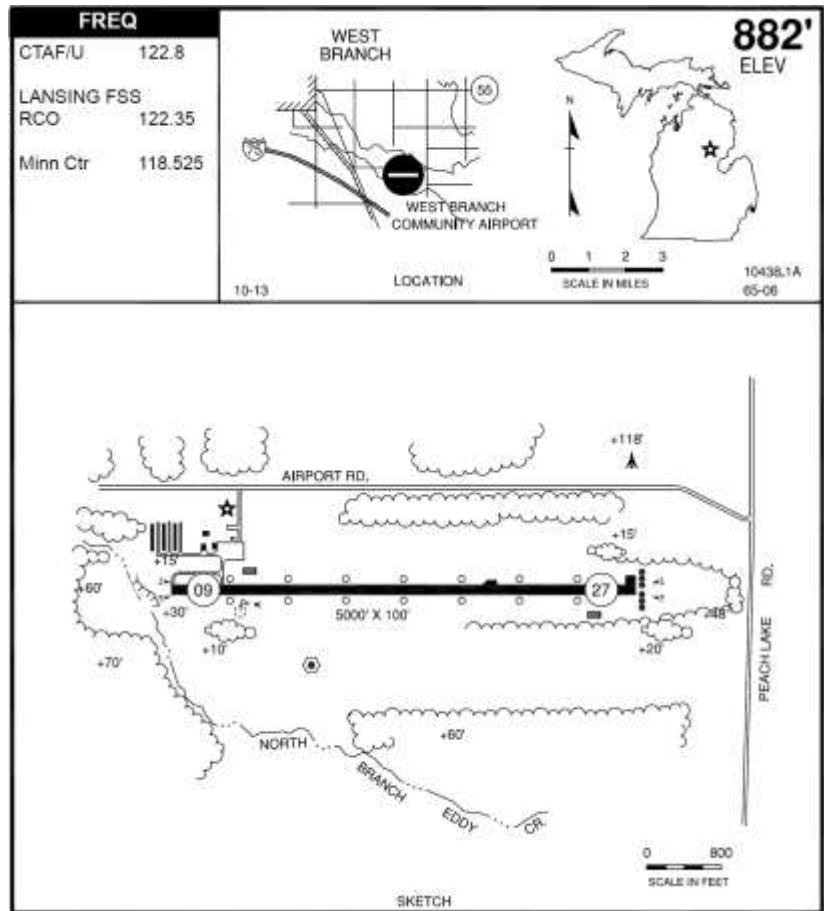 FREQ
CTAF/U 122.8
LANSING FSS
RCO 122.35
Minn Ctr 118.525
WEST
BRANCH
55
75
WEST BRANCH
COMMUNITY AIRPORT
LOCATION
10-13
882'
ELEV
N
0 1 2 3
SCALE IN MILES
10438.1A
65-06
+118'
AIRPORT RD.
+15'
+15'
+60'
09
27
+30'
5000' X 100'
+48'
+10'
+20'
+70'
PEACH LAKE RD.
+60'
NORTH
BRANCH
EDDY
CR.
0 800
SCALE IN FEET
SKETCH